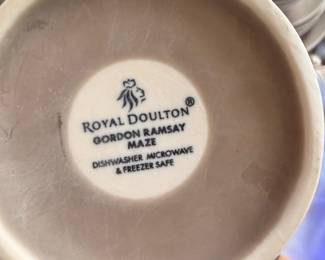 ROYAL DOULTON®
GORDON RAMSAY
MAZE
DISHWASHER MICROWAVE
& FREEZER SAFE